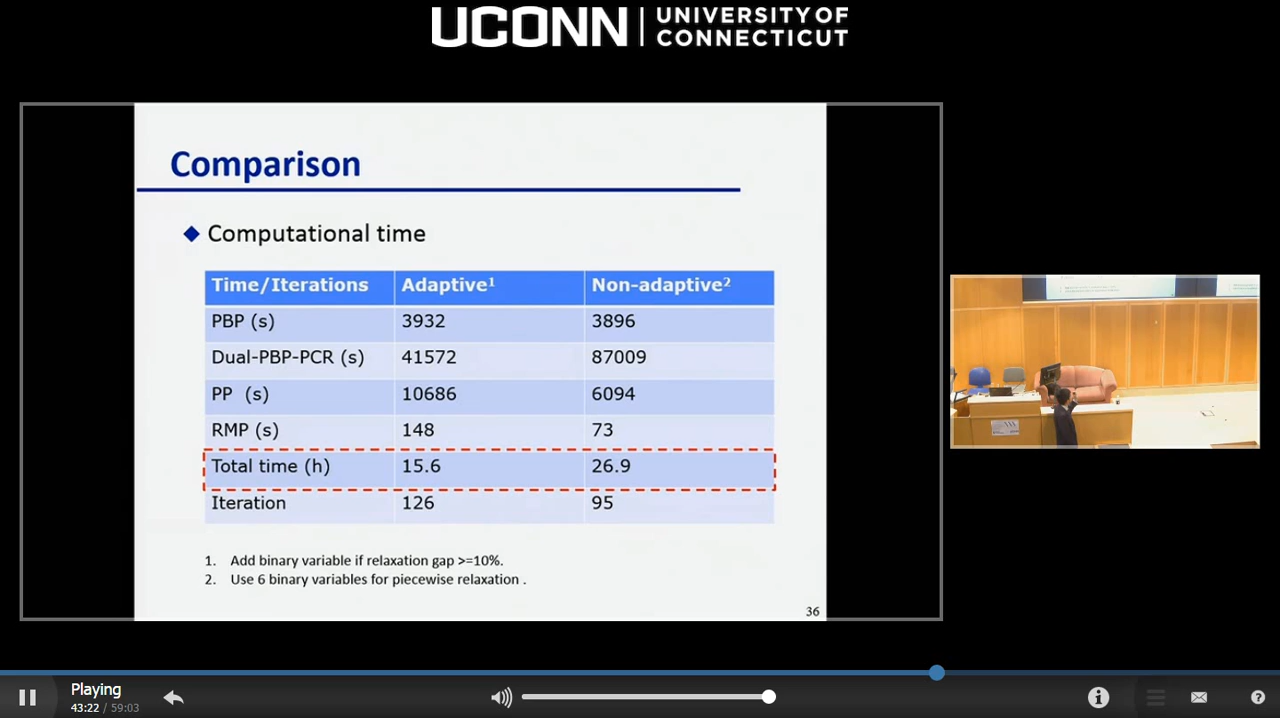 UCONN UNIVERSITY OF
CONNECTICUT
Comparison
Computational time
Time/Iterations Adaptive¹ Non-adaptive²
PBP (s) 3932 3896
Dual-PBP-PCR (s) 41572 87009
PP (s) 10686 6094
RMP (s) 148 73
Total time (h) 15.6 26.9
Iteration 126 95
1. Add binary variable if relaxation gap >=10%.
2. Use 6 binary variables for piecewise relaxation .
36
Playing
43:22 / 59:03